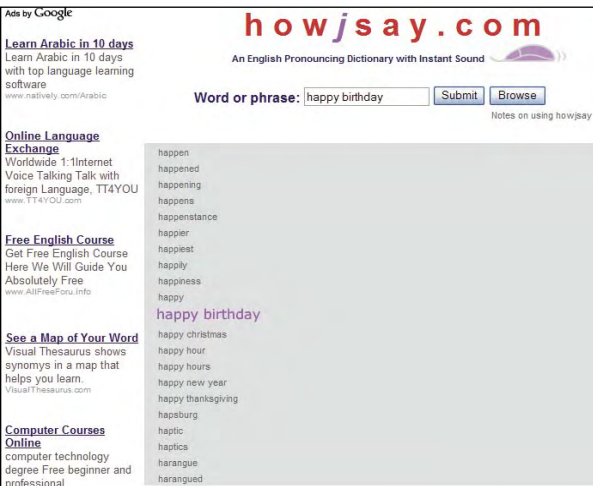 Ads by Google
Learn Arabic in 10 days
Learn Arabic in 10 days
with top language learning
software
www.natively.com/Arabic
Online Language
Exchange
Worldwide 1:1Internet
Voice Talking Talk with
foreign Language, TT4YOU
www.TT4YOU.com
Free English Course
Get Free English Course
Here We Will Guide You
Absolutely Free
www.AllFreeForu.info
See a Map of Your Word
Visual Thesaurus shows
synomys in a map that
helps you learn.
VisualThesaurus.com
Computer Courses
Online
computer technology
degree Free beginner and
professional
howjsay.com
An English Pronouncing Dictionary with Instant Sound
Word or phrase: happy birthday Submit Browse
Notes on using howjsay
happen
happened
happening
happens
happenstance
happier
happiest
happily
happiness
happy
happy birthday
happy christmas
happy hour
happy hours
happy new year
happy thanksgiving
hapsburg
haptic
haptics
harangue
harangued